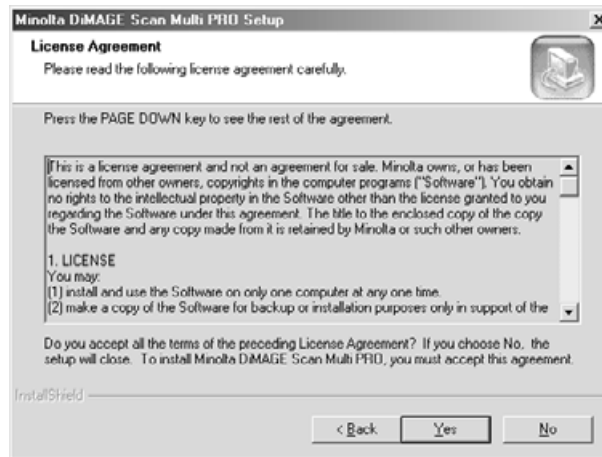 Minolta DiMAGE Scan Multi PRO Setup
License Agreement
Please read the following license agreement carefully.
Press the PAGE DOWN key to see the rest of the agreement.
This is a license agreement and not an agreement for sale. Minolta owns, or has been
licensed from other owners, copyrights in the computer programs ("Software"). You obtain
no rights to the intellectual property in the Software other than the license granted to you
regarding the Software under this agreement. The title to the enclosed copy of the copy
the Software and any copy made from it is retained by Minolta or such other owners.
1. LICENSE
You may:
(1) install and use the Software on only one computer at any one time.
(2) make a copy of the Software for backup or installation purposes only in support of the
Do you accept all the terms of the preceding License Agreement? If you choose No, the
setup will close. To install Minolta DiMAGE Scan Multi PRO, you must accept this agreement.
InstallShield
< Back Yes No